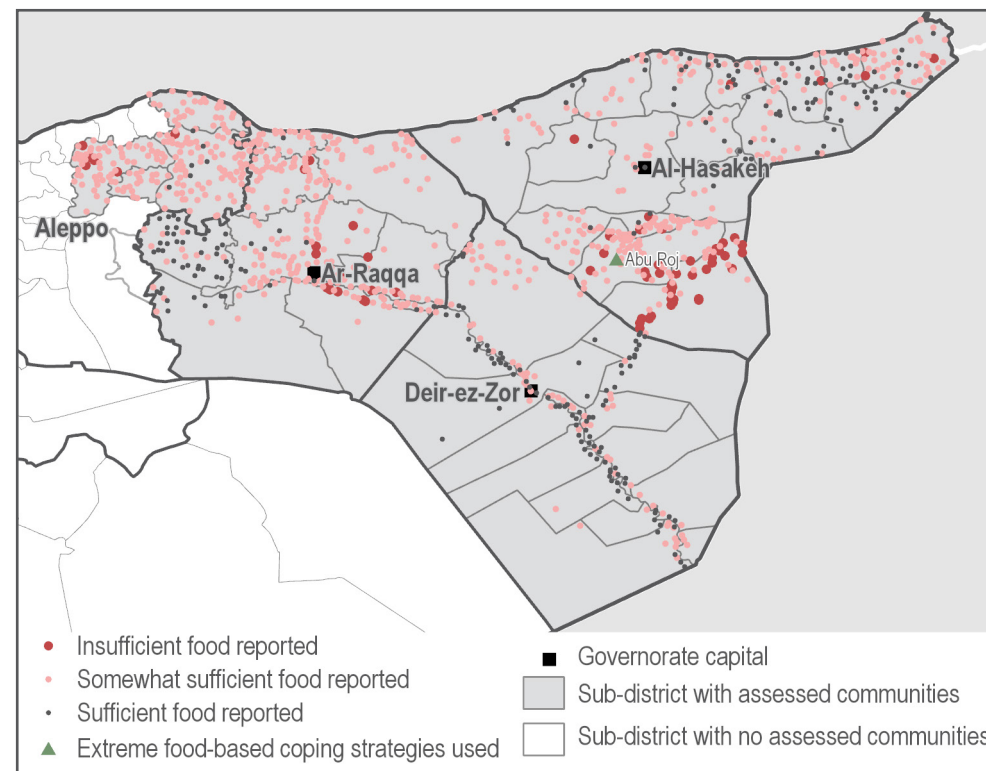 Al-Hasakeh
Aleppo
Abu Roj
Ar-Raqqa
Deir-ez-Zor
Insufficient food reported
Somewhat sufficient food reported
Sufficient food reported
Extreme food-based coping strategies used
Governorate capital
Sub-district with assessed communities
Sub-district with no assessed communities